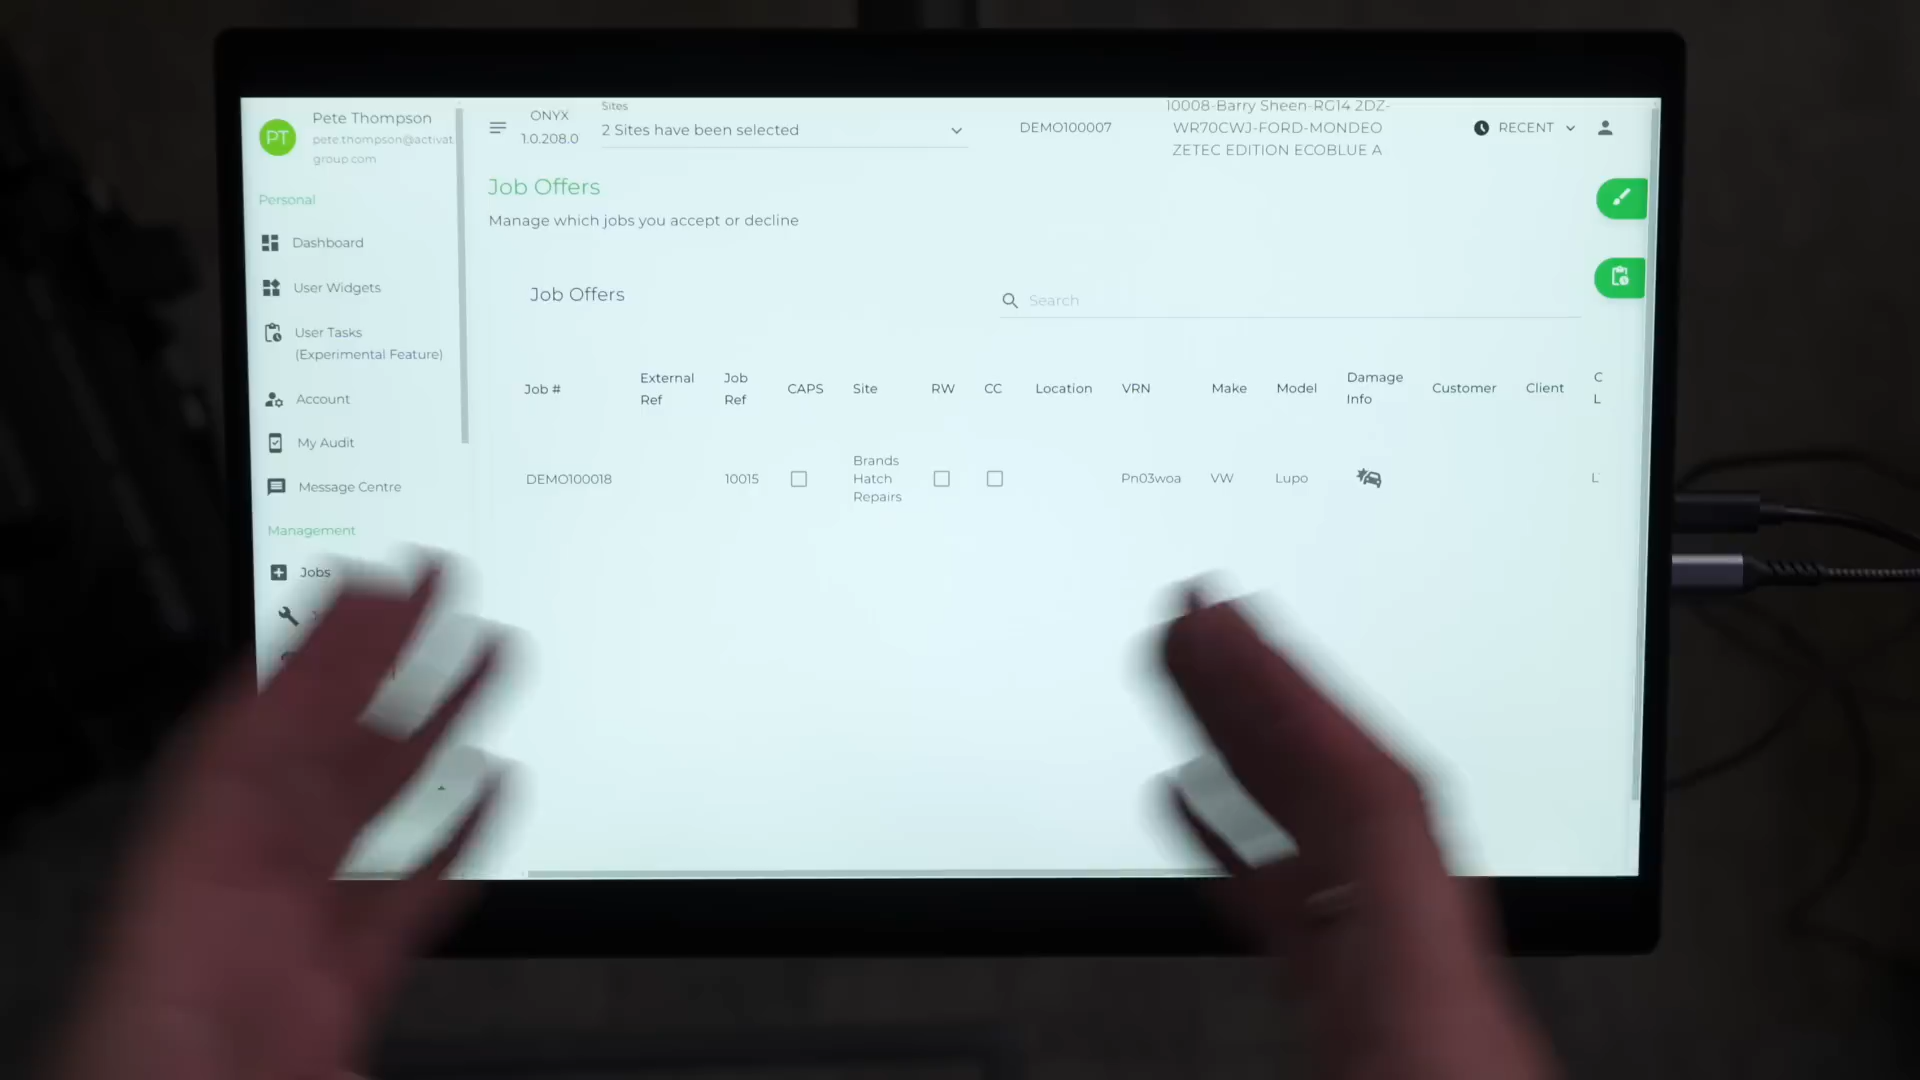 PT
Pete Thompson
pete.thompson@activat
group.com
Personal
Dashboard
User Widgets
User Tasks
(Experimental Feature)
Account
My Audit
Message Centre
Management
Jobs
ONYX
1.0.208.0
Sites
2 Sites have been selected
DEMO100007
10008-Barry Sheen-RG14 2DZ-
WR70CWJ-FORD-MONDEO
ZETEC EDITION ECOBLUE A
RECENT
Job Offers
Manage which jobs you accept or decline
Job Offers
Search
Job #
External
Ref
Job
Ref
CAPS
Site
RW
CC
Location
VRN
Make
Model
Damage
Info
Customer
Client
C
L
DEMO100018
10015
Brands
Hatch
Repairs
Pn03woa
VW
Lupo